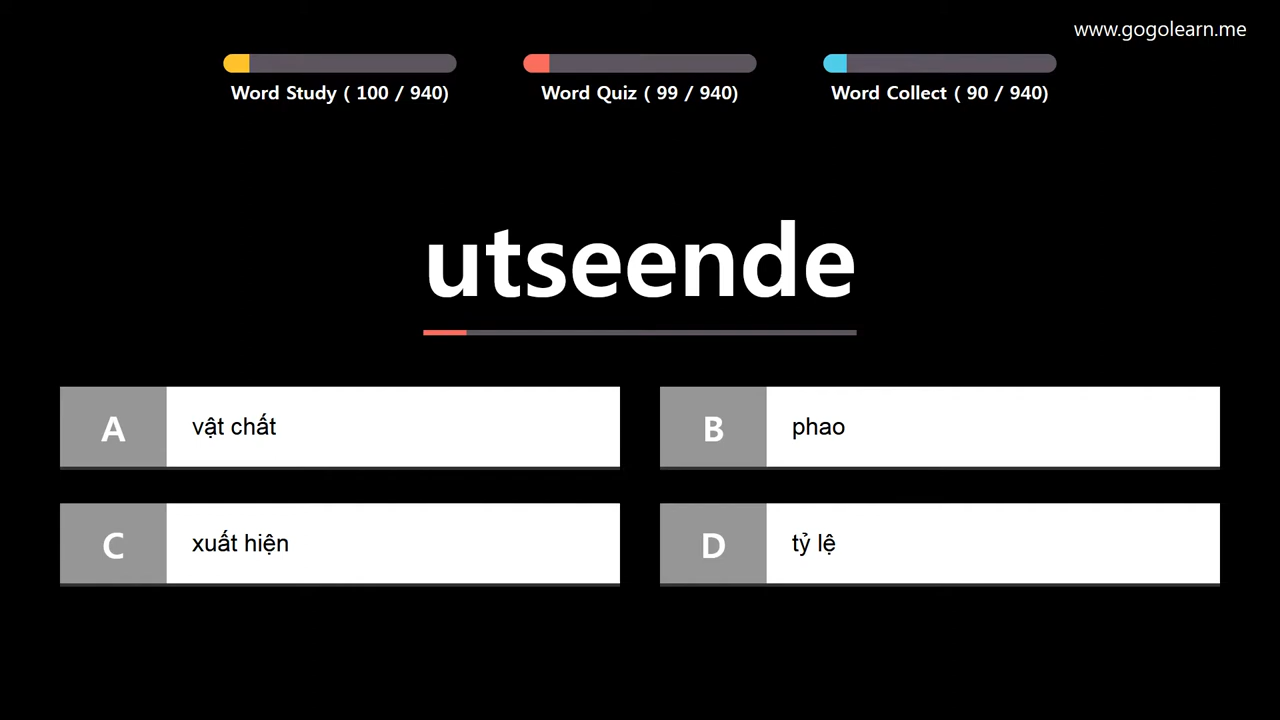 www.gogolearn.me
Word Study ( 100 / 940)
Word Quiz ( 99 / 940)
Word Collect ( 90 / 940)
utseende
A
vật chất
B
phao
C
xuất hiện
D
tỷ lệ